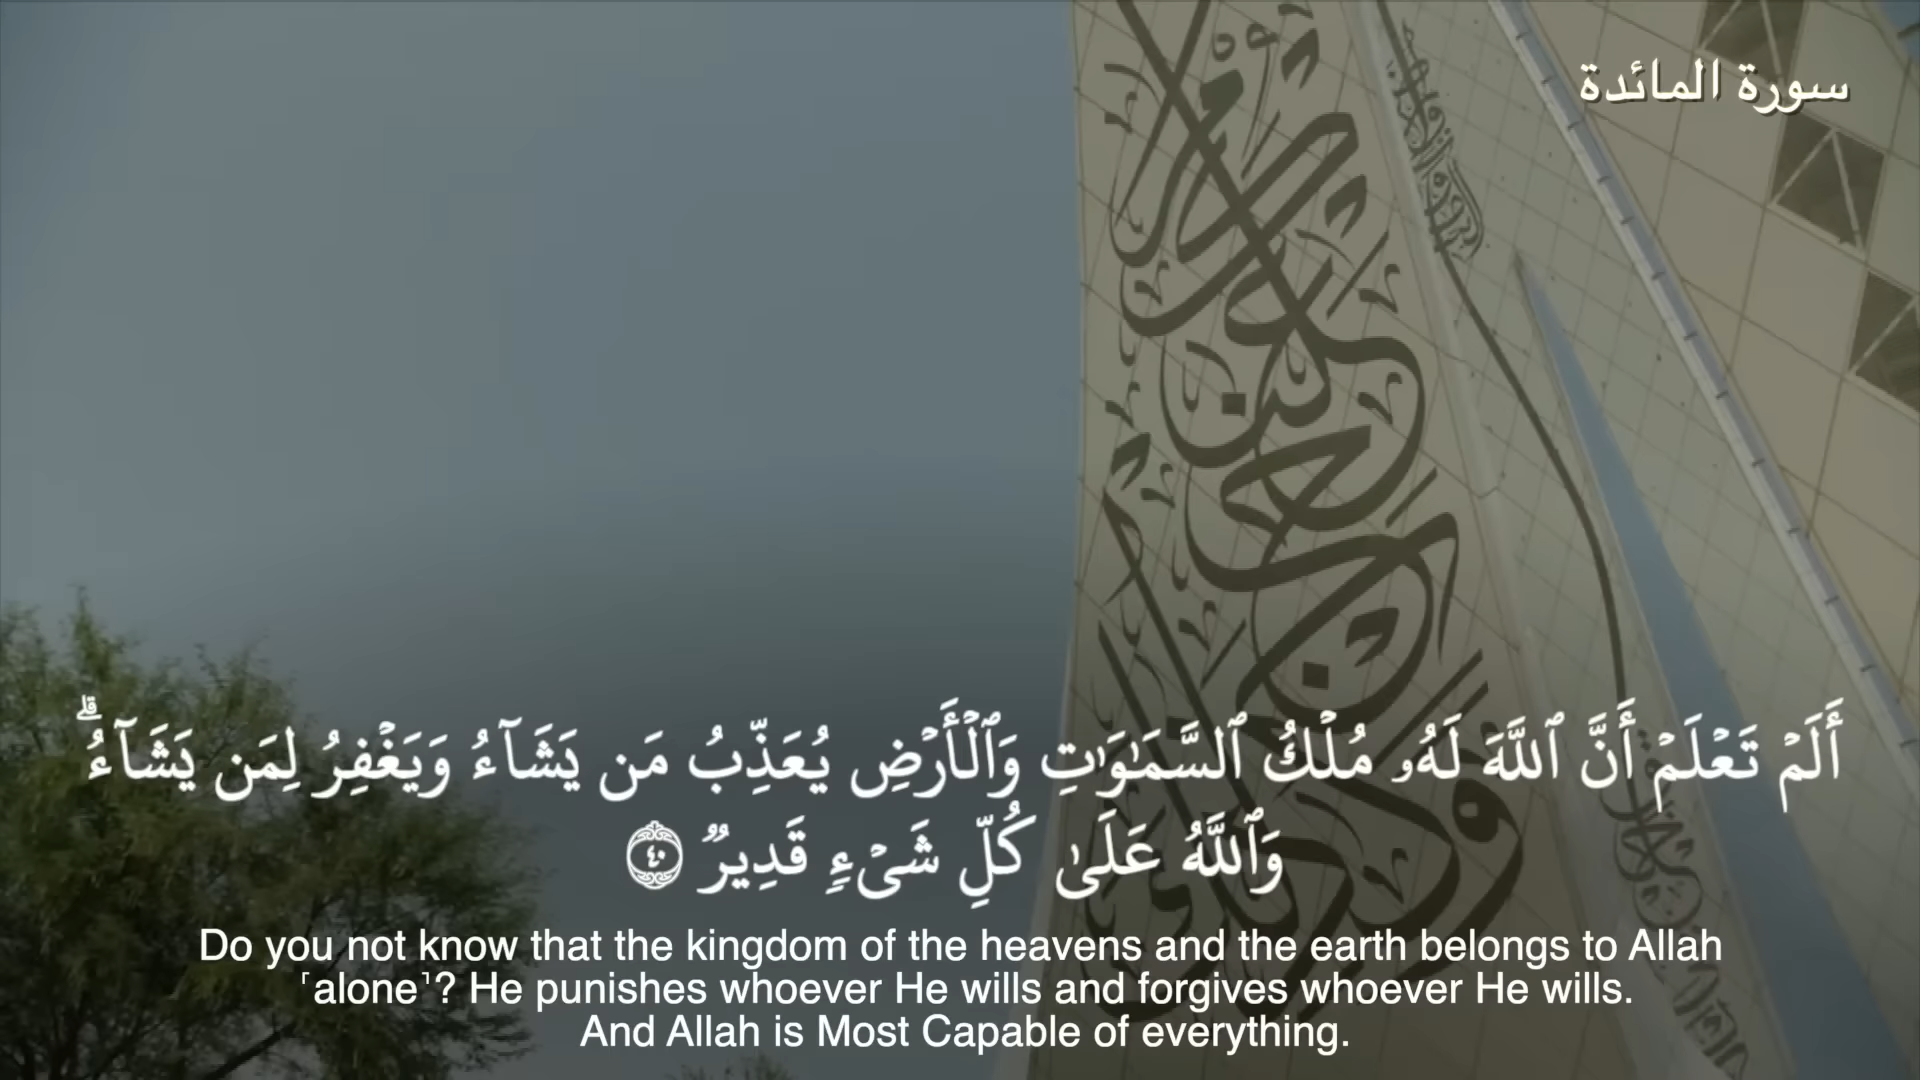 سورة المائدة
أَلَمۡ تَعۡلَمۡ أَنَّ ٱللَّهَ لَهُۥ مُلۡكُ ٱلسَّمَٰوَٰتِ وَٱلۡأَرۡضِ يُعَذِّبُ مَن يَشَآءُ وَيَغۡفِرُ لِمَن يَشَآءُۗ
وَٱللَّهُ عَلَىٰ كُلِّ شَيۡءٖ قَدِيرٞ ٤٠
Do you not know that the kingdom of the heavens and the earth belongs to Allah
˹alone˺? He punishes whoever He wills and forgives whoever He wills.
And Allah is Most Capable of everything.